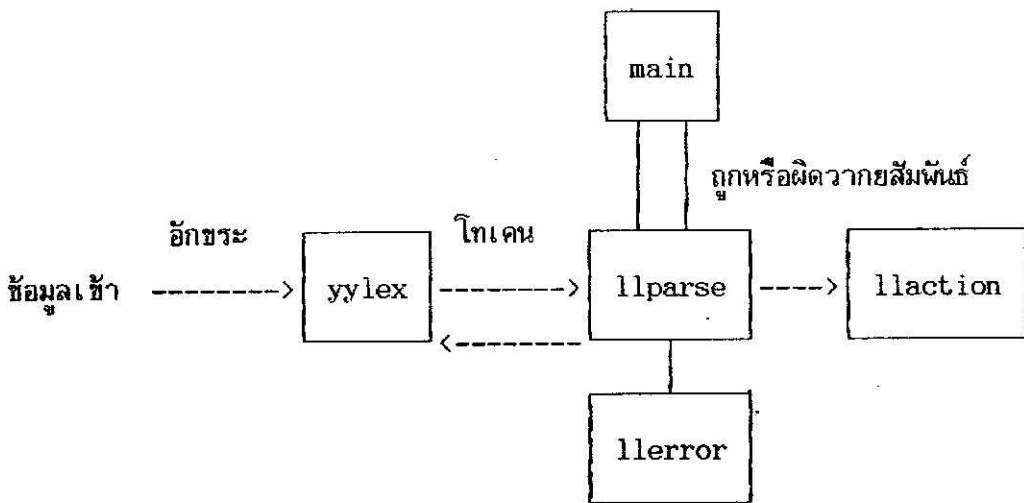 main
ถูกหรือผิดวากยสัมพันธ์
อักขระ
โทเคน
ข้อมูลเข้า
yylex
llparse
llaction
llerror